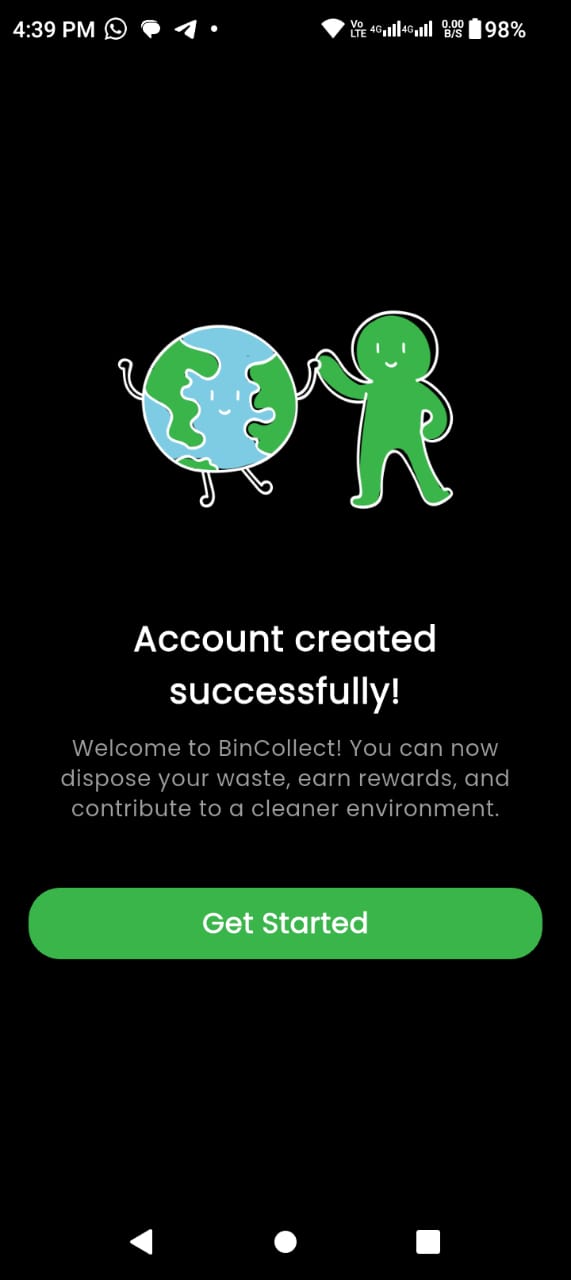 4:39 PM Vo LTE 4G 4G 0.00 B/S 98%
Account created
successfully!
Welcome to BinCollect! You can now
dispose your waste, earn rewards, and
contribute to a cleaner environment.
Get Started